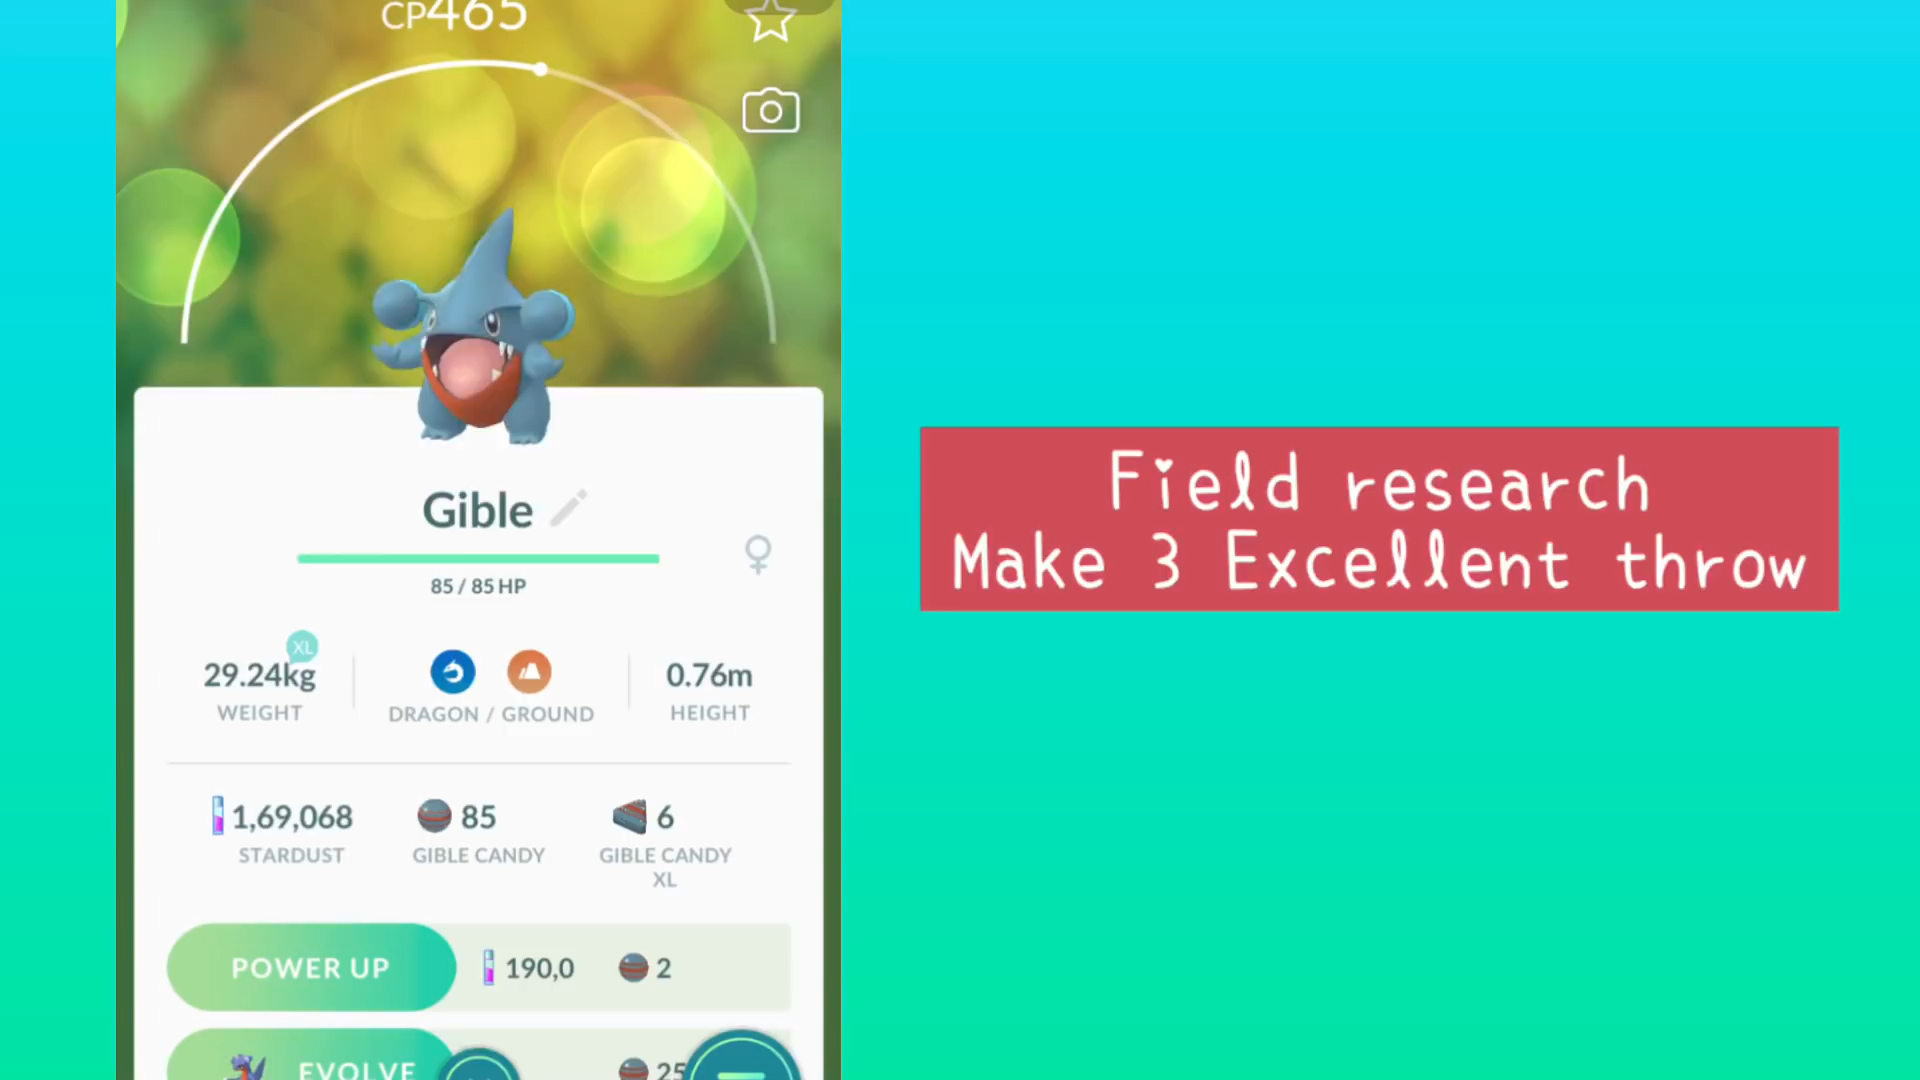 CP465
Gible
85 / 85 HP
XL
29.24kg
WEIGHT
DRAGON / GROUND
0.76m
HEIGHT
1,69,068
STARDUST
85
GIBLE CANDY
6
GIBLE CANDY
XL
POWER UP
190,0
2
EVOLVE
25
Field research
Make 3 Excellent throw